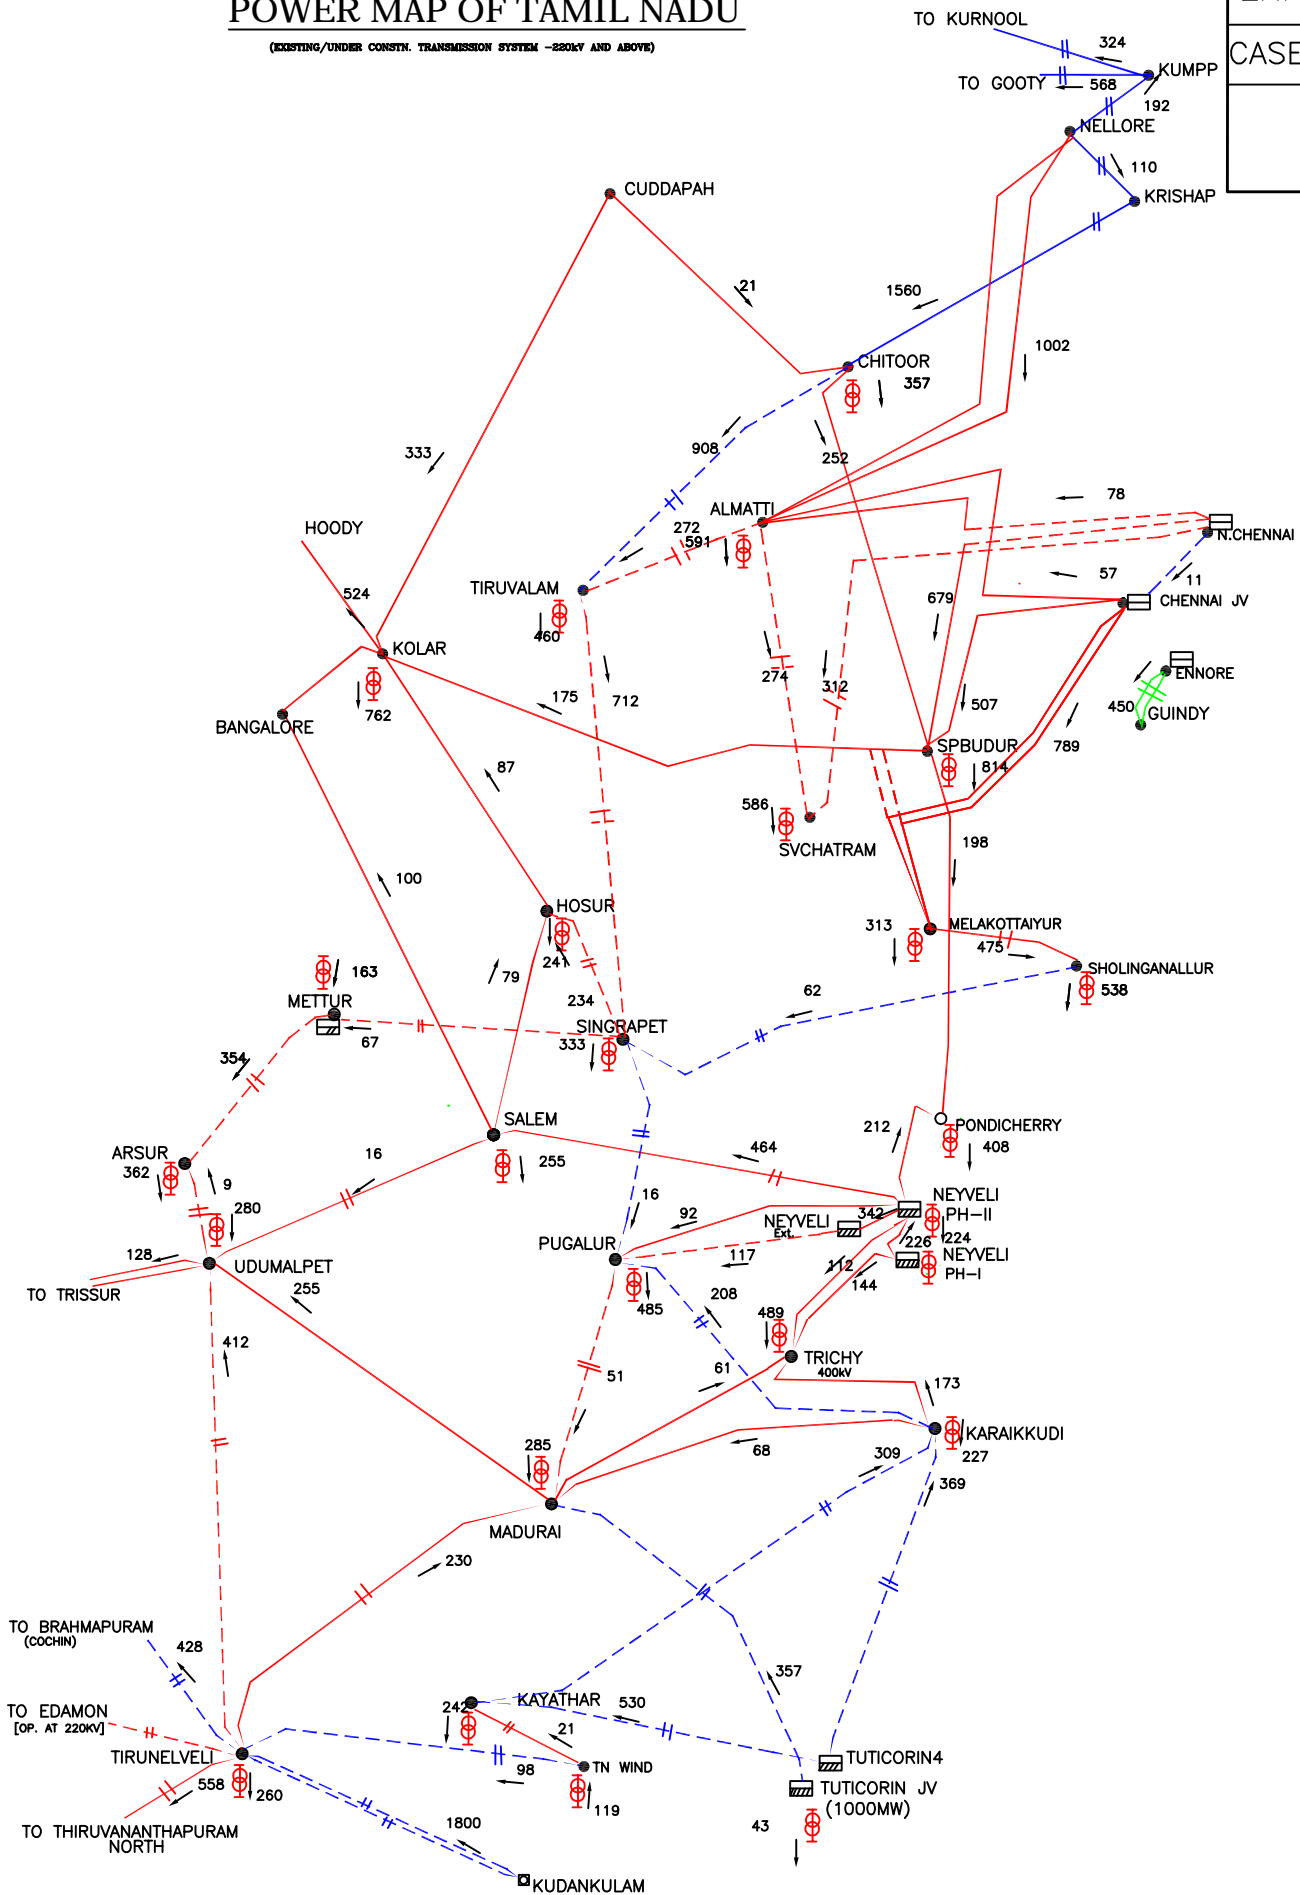 POWER MAP OF TAMIL NADU
(EXISTING/UNDER CONSTN. TRANSMISSION SYSTEM -220kV AND ABOVE)
TO KURNOOL
324
CASE
KUMPP
TO GOOTY
568
192
NELLORE
110
KRISHAP
CUDDAPAH
21
1560
1002
CHITOOR
357
333
908
252
78
ALMATTI
272
591
HOODY
N.CHENNAI
57
11
TIRUVALAM
524
679
CHENNAI JV
460
KOLAR
ENNORE
274
312
175
712
507
450
GUINDY
762
BANGALORE
SPBUDUR
789
814
87
586
SVCHATRAM
198
100
HOSUR
313
MELAKOTTAIYUR
475
241
SHOLINGANALLUR
163
79
538
METTUR
234
62
SINGRAPET
67
333
354
SALEM
212
PONDICHERRY
ARSUR
16
464
408
362
255
9
280
16
92
NEYVELI
Ext.
342
NEYVELI
PH-II
226
224
PUGALUR
128
117
NEYVELI
PH-I
UDUMALPET
112
144
TO TRISSUR
255
208
485
489
412
TRICHY
400kV
61
51
173
KARAIKKUDI
285
68
309
227
369
MADURAI
230
TO BRAHMAPURAM
(COCHIN)
428
357
TO EDAMON
[OP. AT 220KV]
242
KAYATHAR
530
21
TIRUNELVELI
TUTICORIN4
98
TN WIND
558
260
TUTICORIN JV
(1000MW)
119
43
TO THIRUVANANTHAPURAM
NORTH
1800
KUDANKULAM